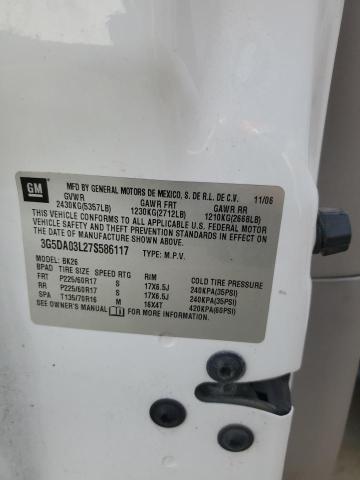 GM
MFD BY GENERAL MOTORS DE MEXICO, S. DE R.L. DE C.V. 11/06
GVWR GAWR FRT GAWR RR
2430KG(5357LB) 1230KG(2712LB) 1210KG(2668LB)
THIS VEHICLE CONFORMS TO ALL APPLICABLE U.S. FEDERAL MOTOR
VEHICLE SAFETY AND THEFT PREVENTION STANDARDS IN EFFECT ON
THE DATE OF MANUFACTURE SHOWN ABOVE.
3G5DA03L27S586117 TYPE: M.P.V.
MODEL: BK26
BPAD TIRE SIZE SPEED RTG RIM COLD TIRE PRESSURE
FRT P225/60R17 S 17X6.5J 240KPA(35PSI)
RR P225/60R17 S 17X6.5J 240KPA(35PSI)
SPA T135/70R16 M 16X4T 420KPA(60PSI)
SEE OWNER'S MANUAL FOR MORE INFORMATION